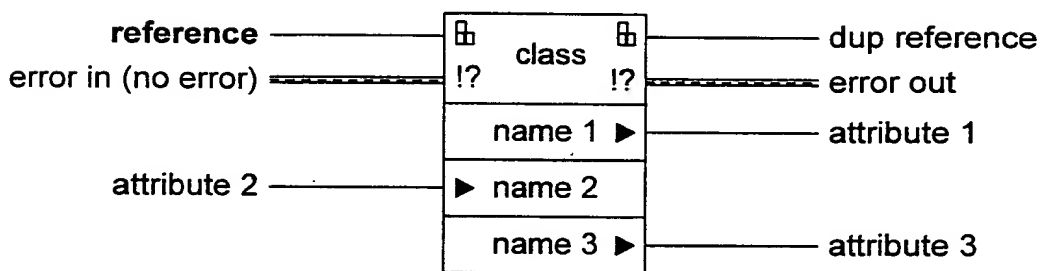 reference
class
dup reference
error in (no error)
!?
!?
error out
name 1
attribute 1
attribute 2
name 2
name 3
attribute 3